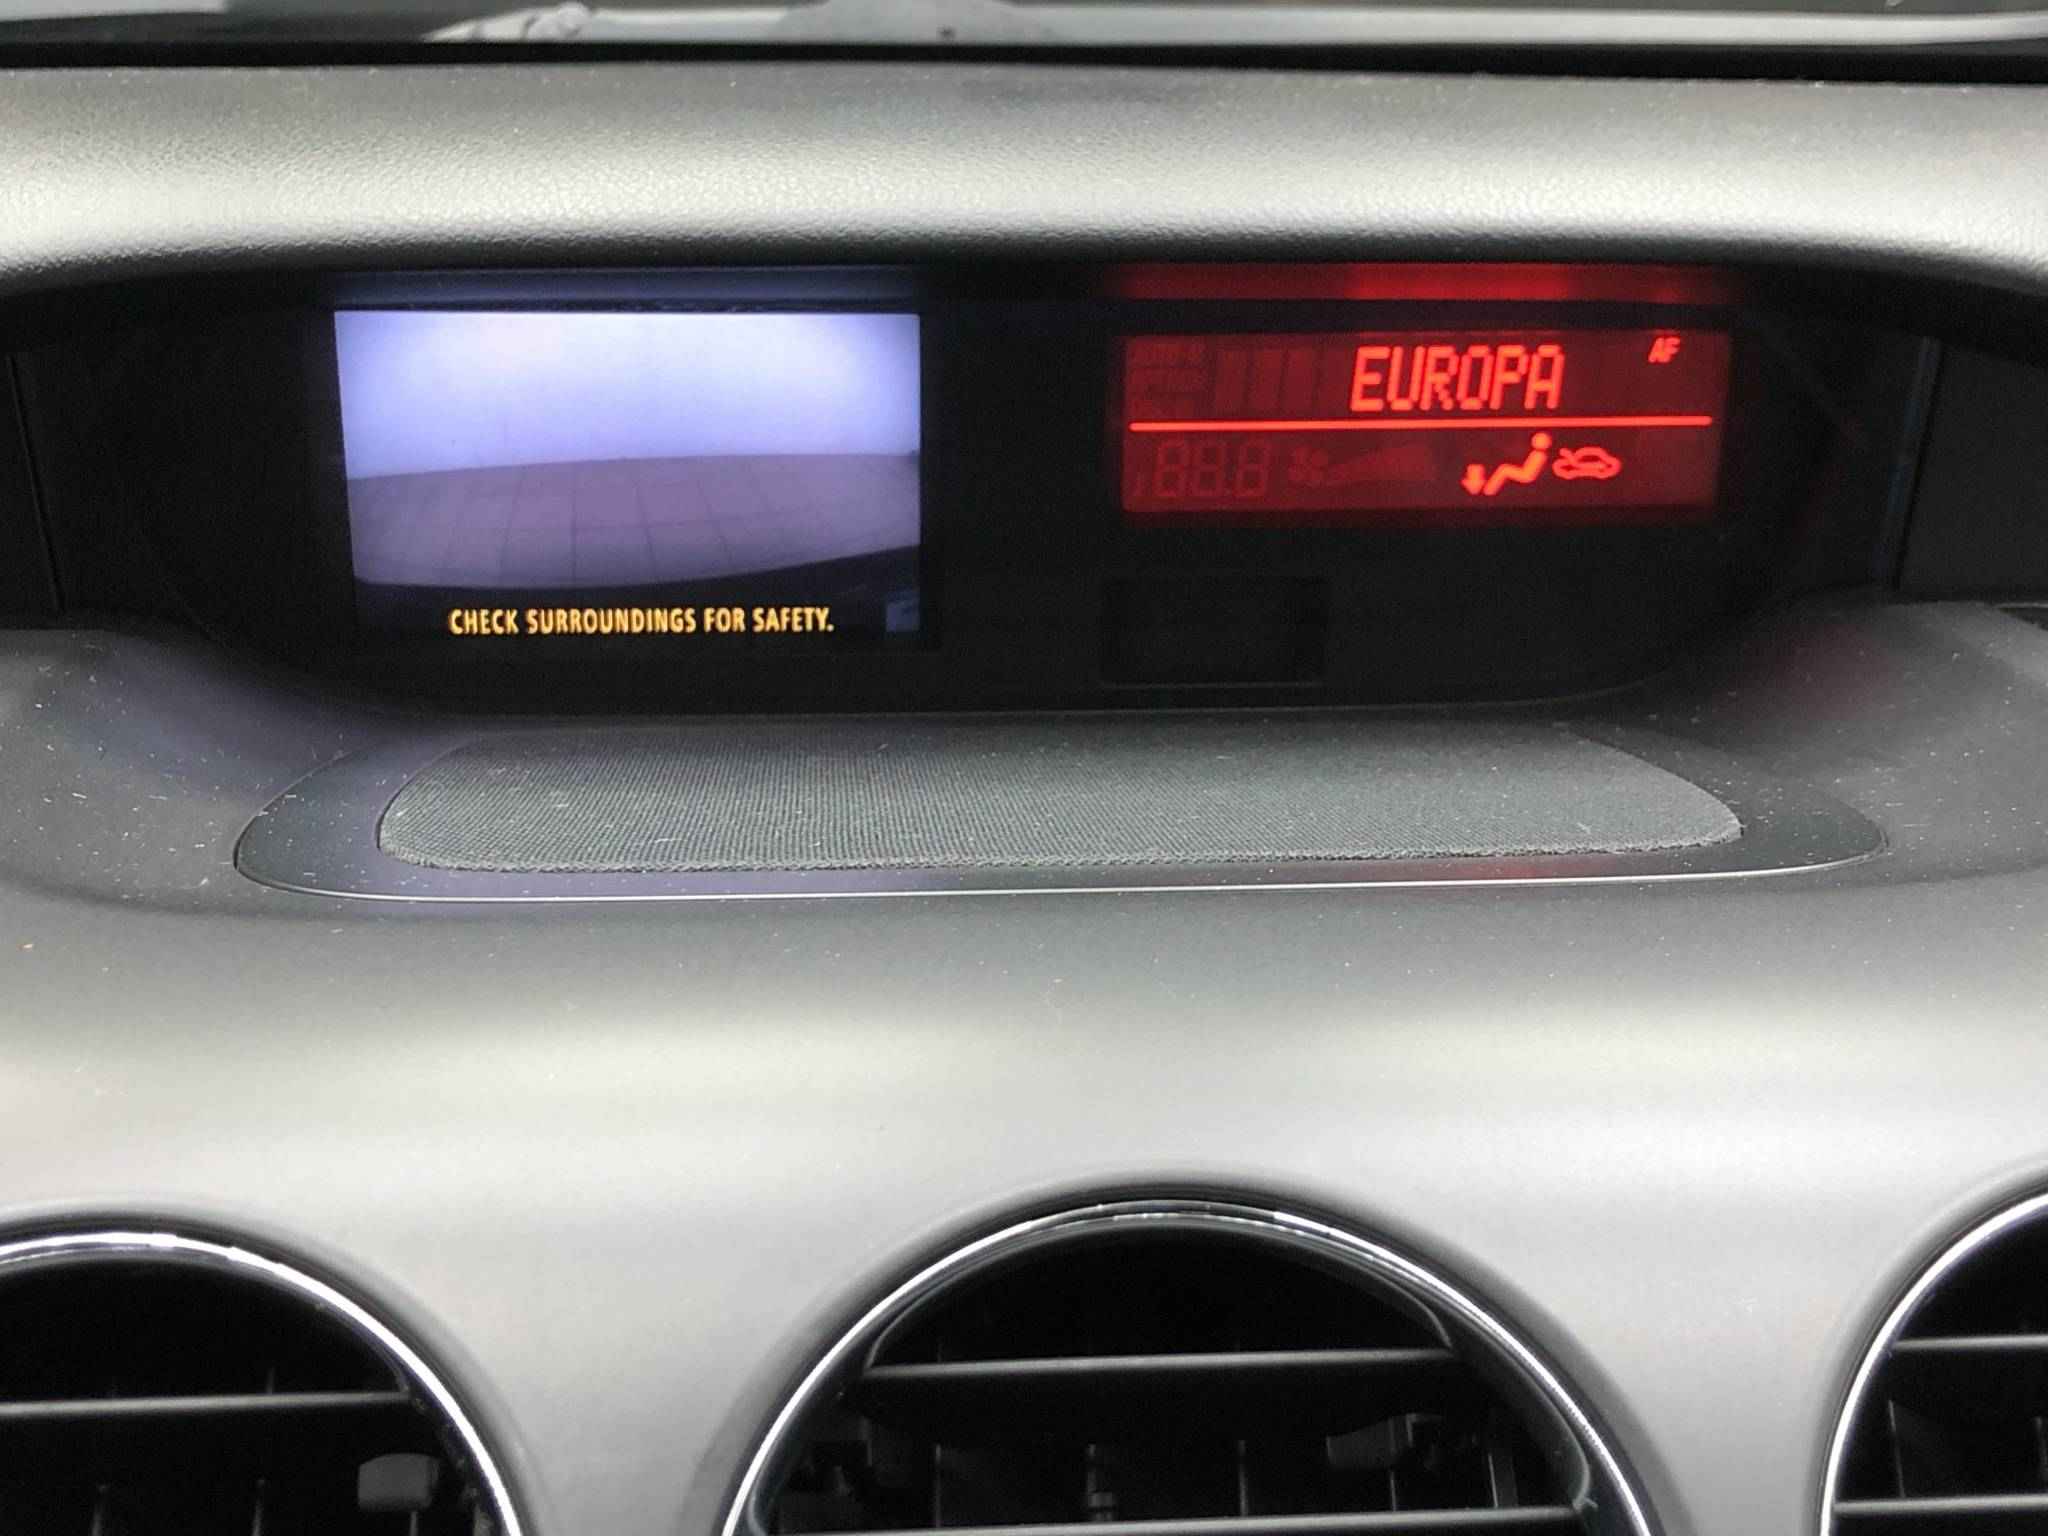 EUROPA
AF
CHECK SURROUNDINGS FOR SAFETY.